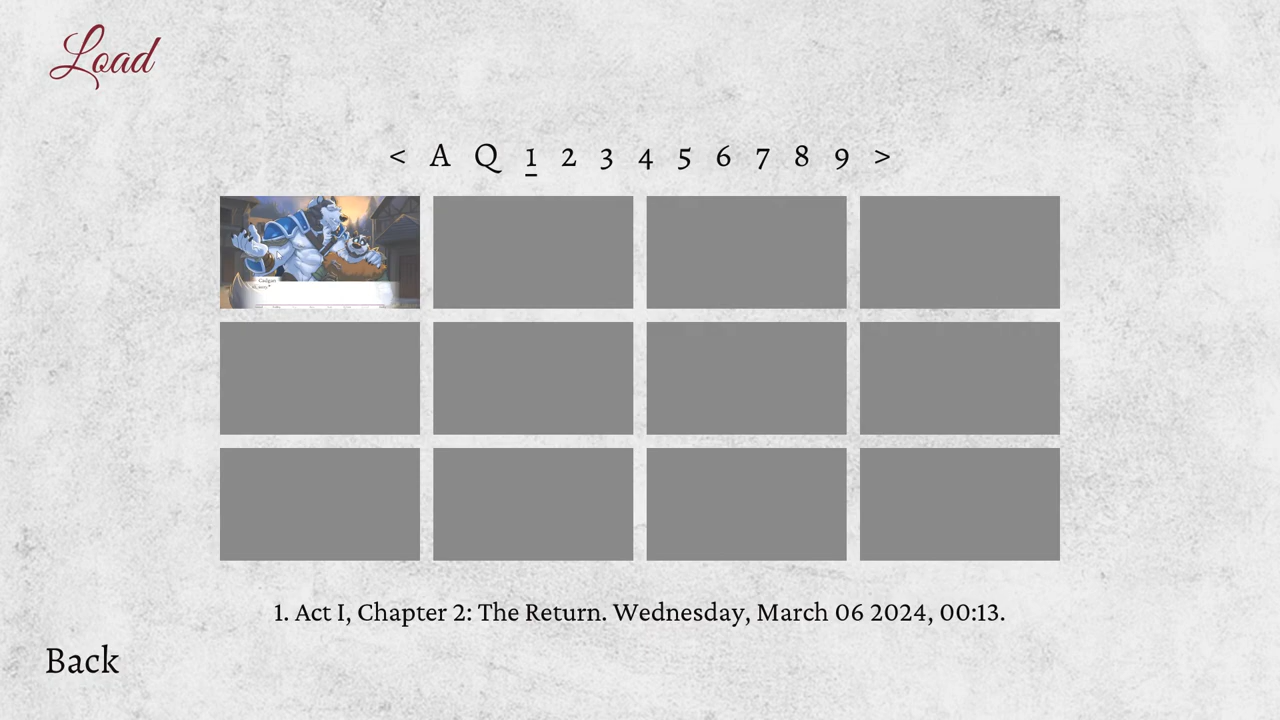 Load
< A Q 1 2 3 4 5 6 7 8 9 >
Cadgan
1. Act I, Chapter 2: The Return. Wednesday, March 06 2024, 00:13.
Back